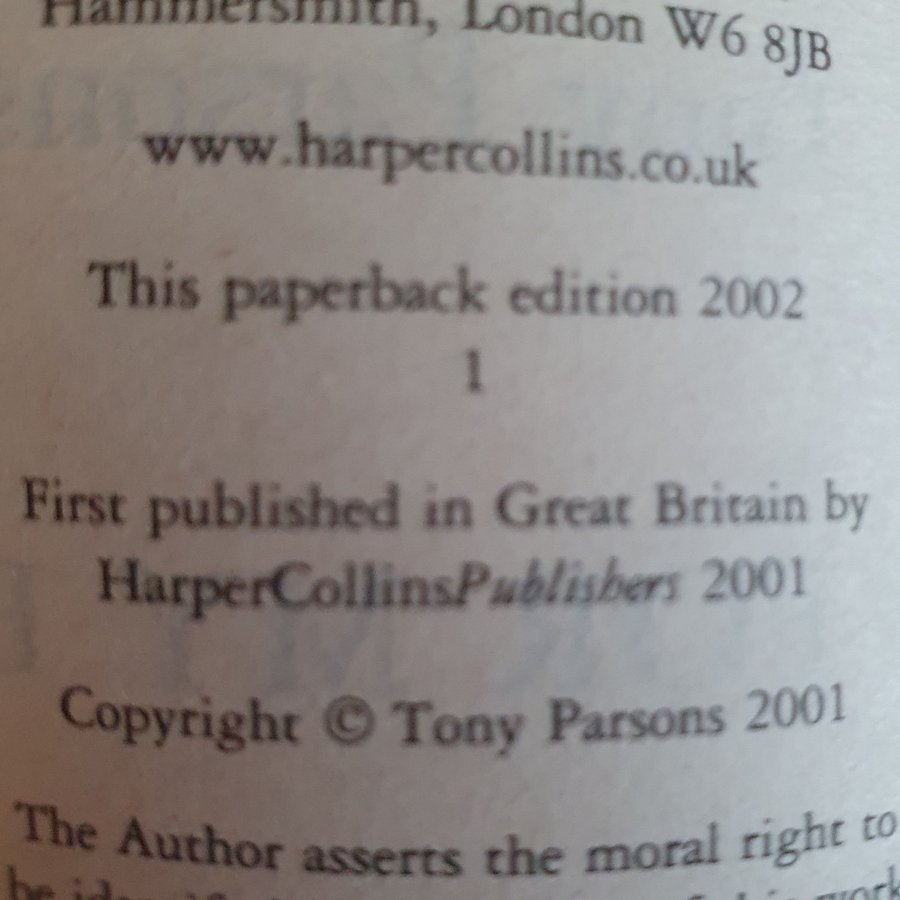 Hammersmith, London W6 8JB
www.harpercollins.co.uk
This paperback edition 2002
1
First published in Great Britain by
HarperCollinsPublishers 2001
Copyright © Tony Parsons 2001
The Author asserts the moral right to
be